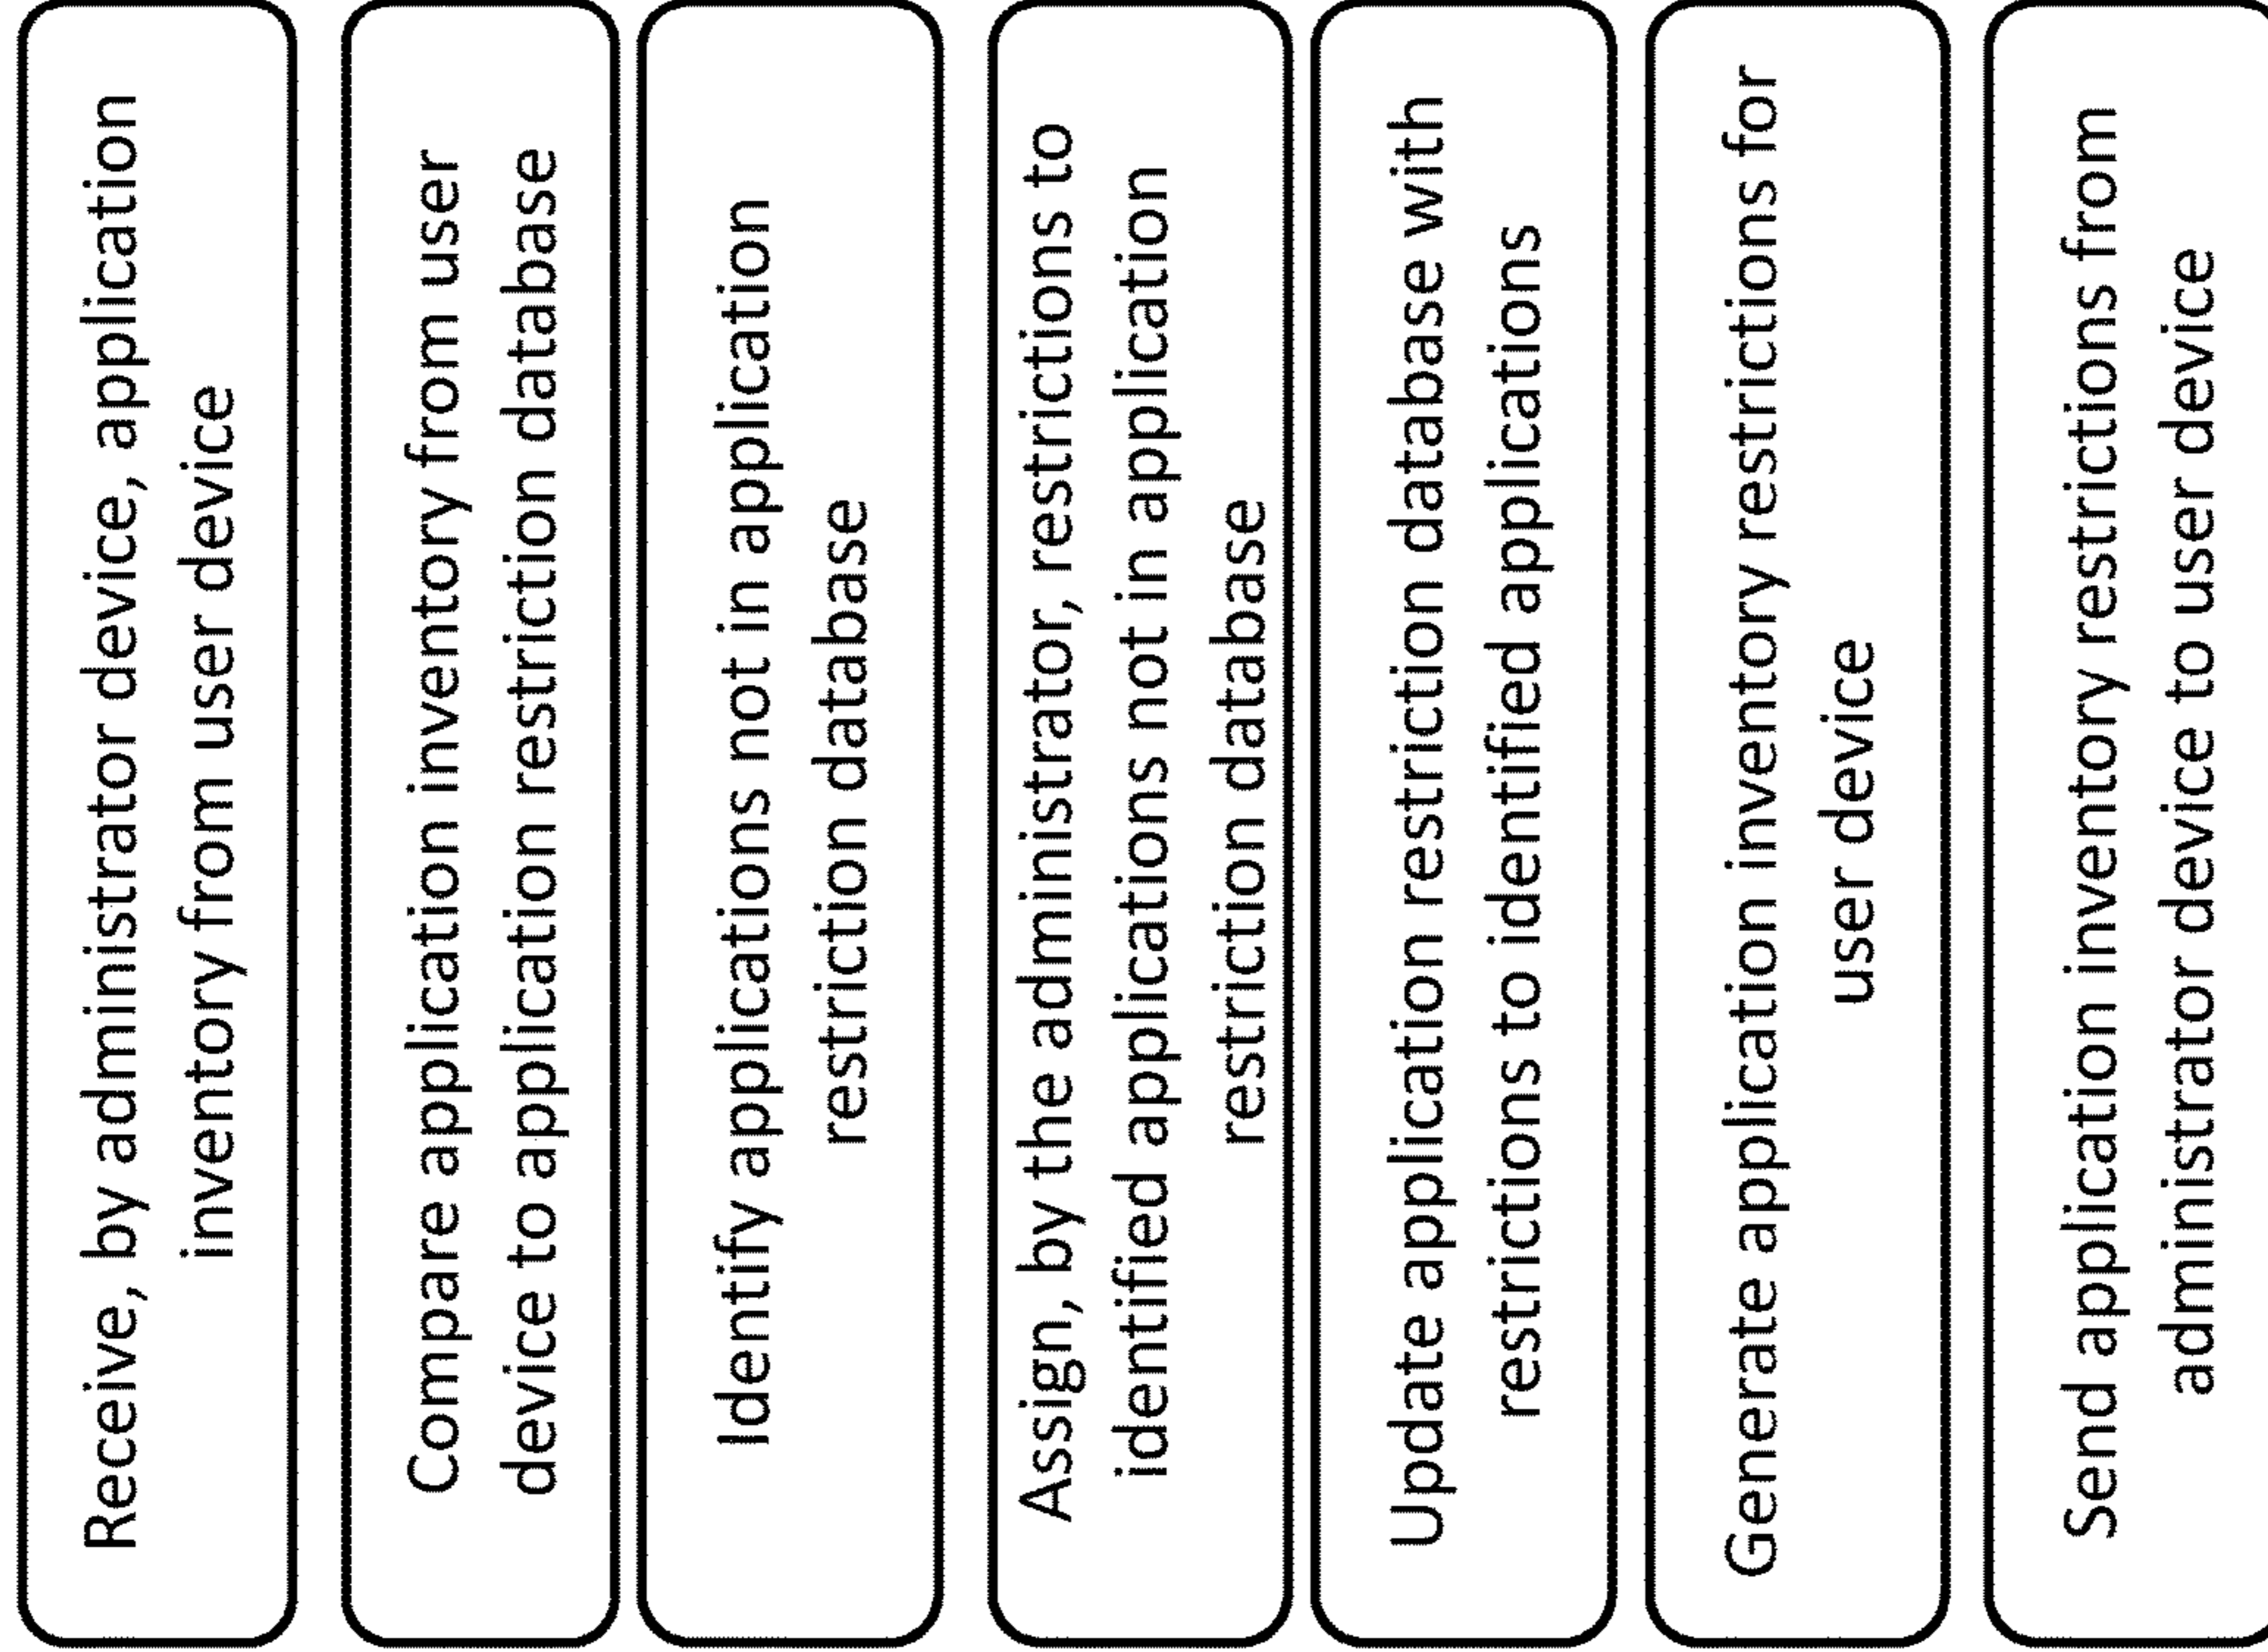 Receive, by administrator device, application
inventory from user device
Compare application inventory from user
device to application restriction database
Identify applications not in application
restriction database
Assign, by the administrator, restrictions to
identified applications not in application
restriction database
Update application restriction database with
restrictions to identified applications
Generate application inventory restrictions for
user device
Send application inventory restrictions from
administrator device to user device